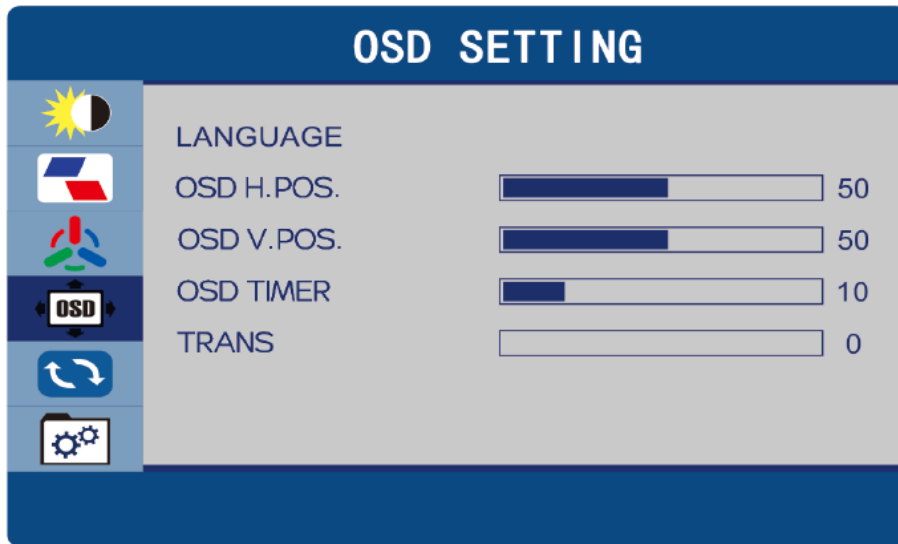 OSD SETTING
LANGUAGE
OSD H.POS. 50
OSD V.POS. 50
OSD TIMER 10
OSD
TRANS 0